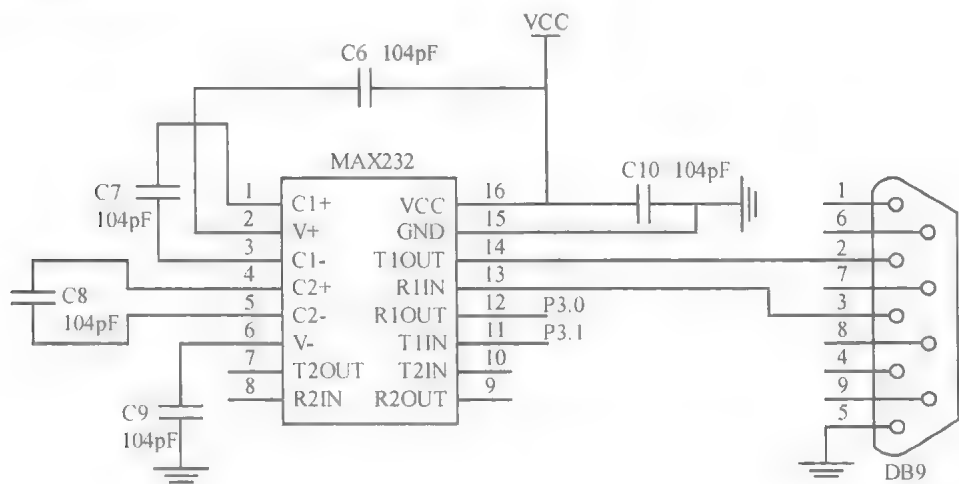 VCC
C6 104pF
MAX232
C7
104pF
1
2
3
4
5
6
7
8
C8
104pF
C9
104pF
C1+
V+
C1-
C2+
C2-
V-
T2OUT
R2IN
VCC
GND
T1OUT
R1IN
R1OUT
T1IN
T2IN
R2OUT
16
15
14
13
12
11
10
9
C10 104pF
P3.0
P3.1
1
6
2
7
3
8
4
9
5
DB9